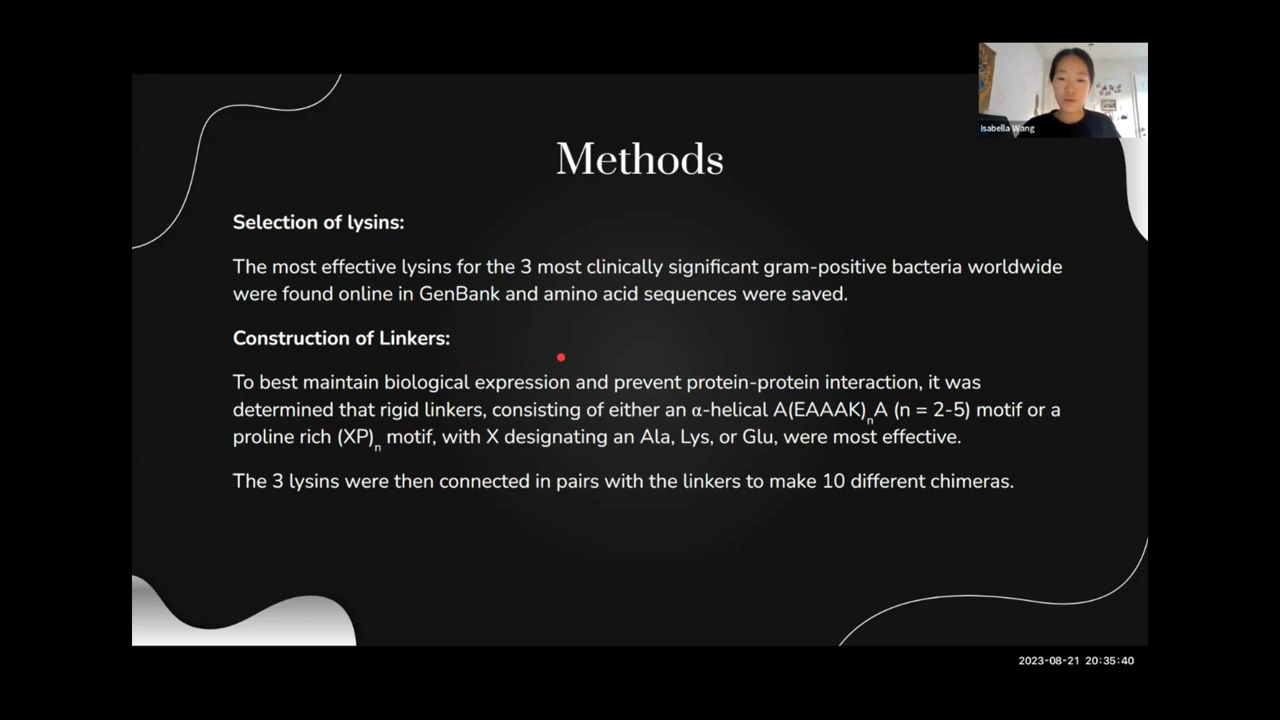 Isabella Wang
Methods
Selection of lysins:
The most effective lysins for the 3 most clinically significant gram-positive bacteria worldwide
were found online in GenBank and amino acid sequences were saved.
Construction of Linkers:
To best maintain biological expression and prevent protein-protein interaction, it was
determined that rigid linkers, consisting of either an α-helical A(EAAAK)nA (n = 2-5) motif or a
proline rich (XP)n motif, with X designating an Ala, Lys, or Glu, were most effective.
The 3 lysins were then connected in pairs with the linkers to make 10 different chimeras.
2023-08-21 20:35:40